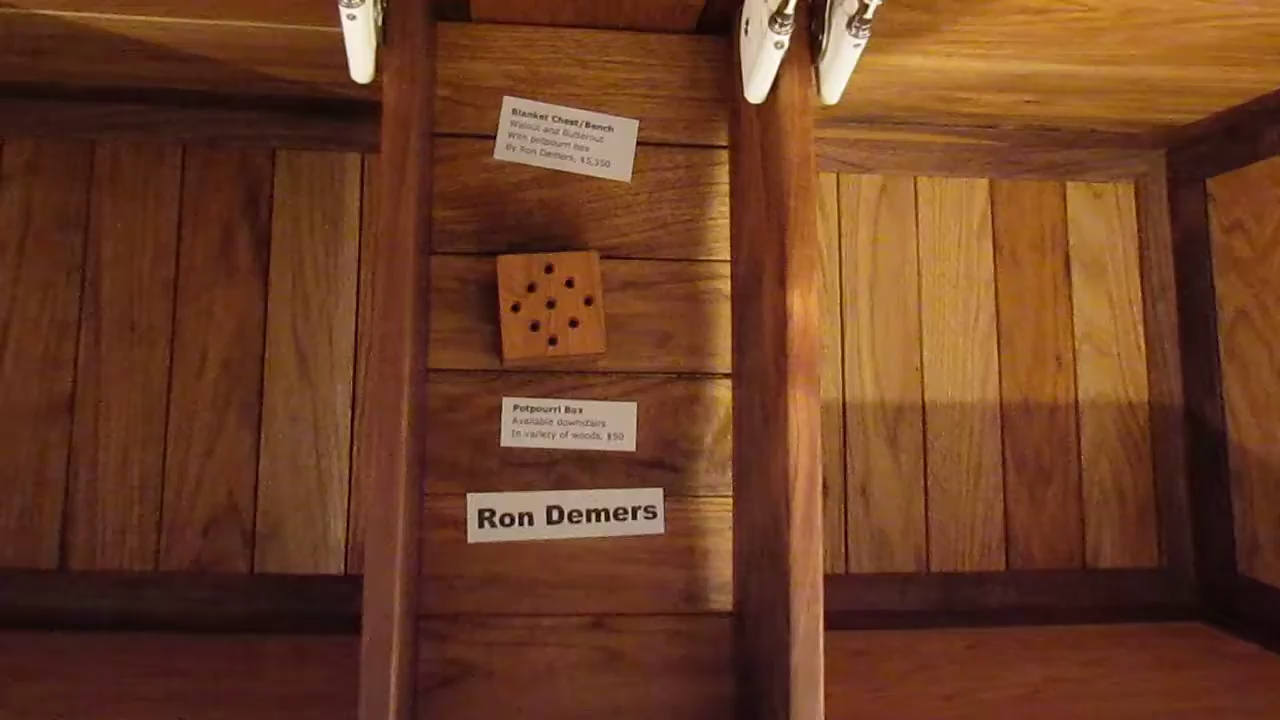 Blanket Chest/Bench
Walnut and Butternut
With potpourri box
By Ron Demers, $5,350
Potpourri Box
Available downstairs
In variety of woods, $50
Ron Demers